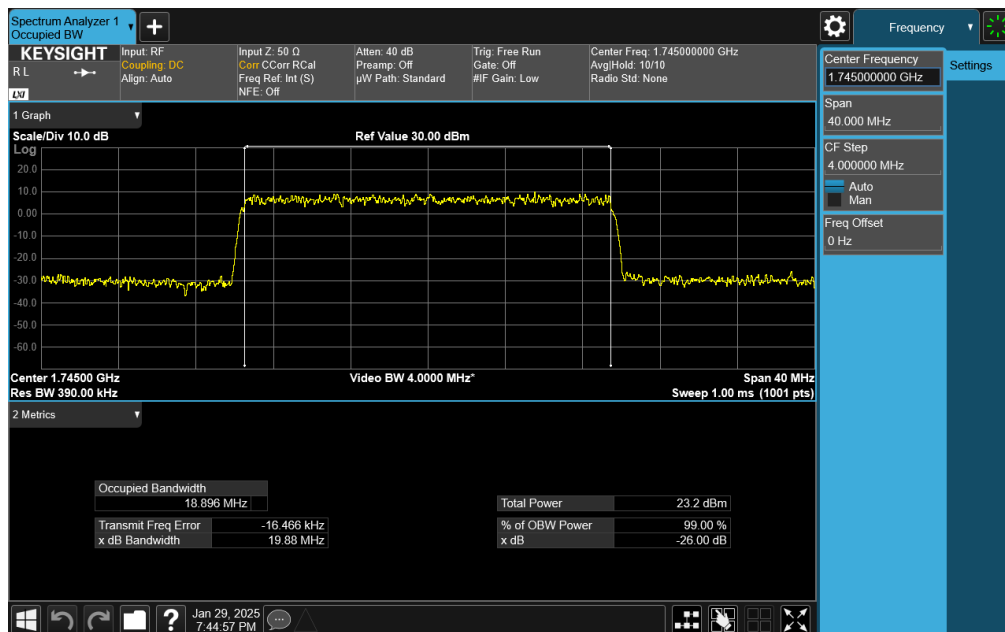 Spectrum Analyzer 1
Occupied BW
+
Frequency
KEYSIGHT
R L
LXI
Input: RF
Coupling: DC
Align: Auto
Input Z: 50 Ω
Corr CCorr RCal
Freq Ref: Int (S)
NFE: Off
Atten: 40 dB
Preamp: Off
µW Path: Standard
Trig: Free Run
Gate: Off
#IF Gain: Low
Center Freq: 1.745000000 GHz
Avg|Hold: 10/10
Radio Std: None
Center Frequency
1.745000000 GHz
Settings
Span
40.000 MHz
CF Step
4.000000 MHz
Auto
Man
Freq Offset
0 Hz
1 Graph
Scale/Div 10.0 dB
Ref Value 30.00 dBm
Log
20.0
10.0
0.00
-10.0
-20.0
-30.0
-40.0
-50.0
-60.0
Center 1.74500 GHz
Video BW 4.0000 MHz*
Span 40 MHz
Res BW 390.00 kHz
Sweep 1.00 ms (1001 pts)
2 Metrics
Occupied Bandwidth
18.896 MHz
Total Power 23.2 dBm
Transmit Freq Error -16.466 kHz
% of OBW Power 99.00 %
x dB Bandwidth 19.88 MHz
x dB -26.00 dB
?
Jan 29, 2025
7:44:57 PM